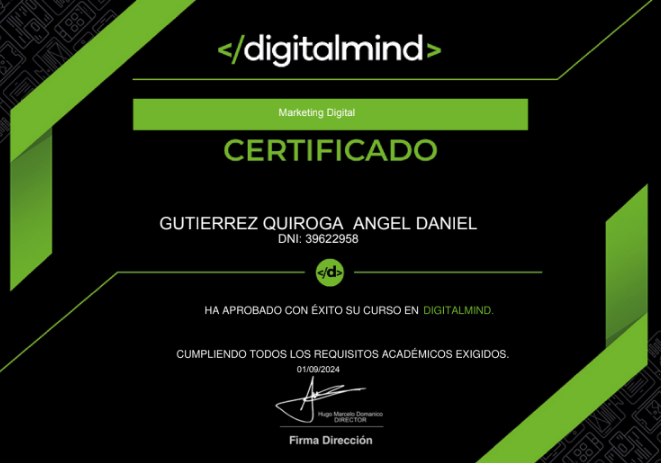 </digitalmind>
Marketing Digital
CERTIFICADO
GUTIERREZ QUIROGA ANGEL DANIEL
DNI: 39622958
</d>
HA APROBADO CON ÉXITO SU CURSO EN DIGITALMIND.
CUMPLIENDO TODOS LOS REQUISITOS ACADÉMICOS EXIGIDOS.
01/09/2024
Hugo Marcelo Domanico
DIRECTOR
Firma Dirección